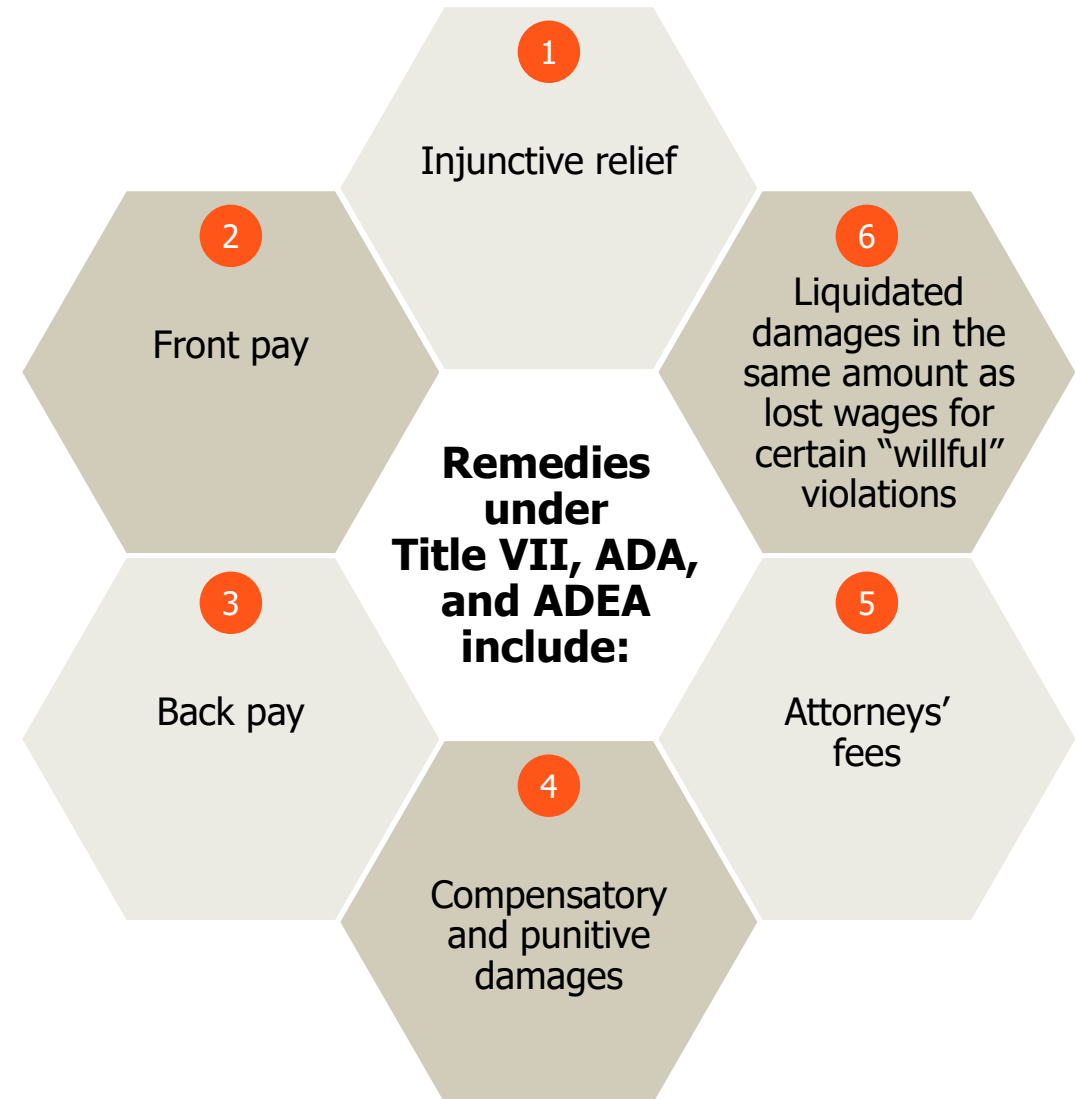 Remedies
under
Title VII, ADA,
and ADEA
include:
1
Injunctive relief
2
Front pay
3
Back pay
4
Compensatory
and punitive
damages
5
Attorneys’
fees
6
Liquidated
damages in the
same amount as
lost wages for
certain “willful”
violations